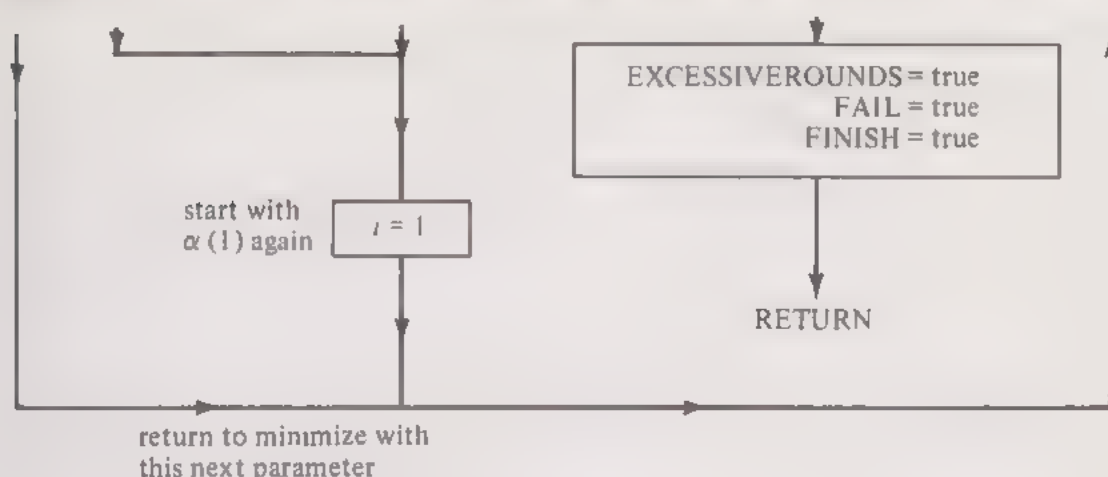 EXCESSIVEROUNDS = true
FAIL = true
FINISH = true
start with
α (1) again
i = 1
RETURN
return to minimize with
this next parameter